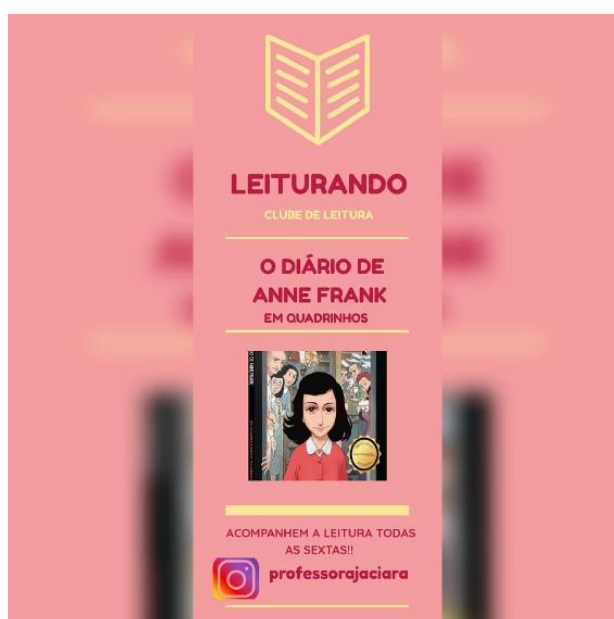 LEITURANDO
CLUBE DE LEITURA
O DIÁRIO DE
ANNE FRANK
EM QUADRINHOS
ACOMPANHEM A LEITURA TODAS
AS SEXTAS!!
professorajaciara